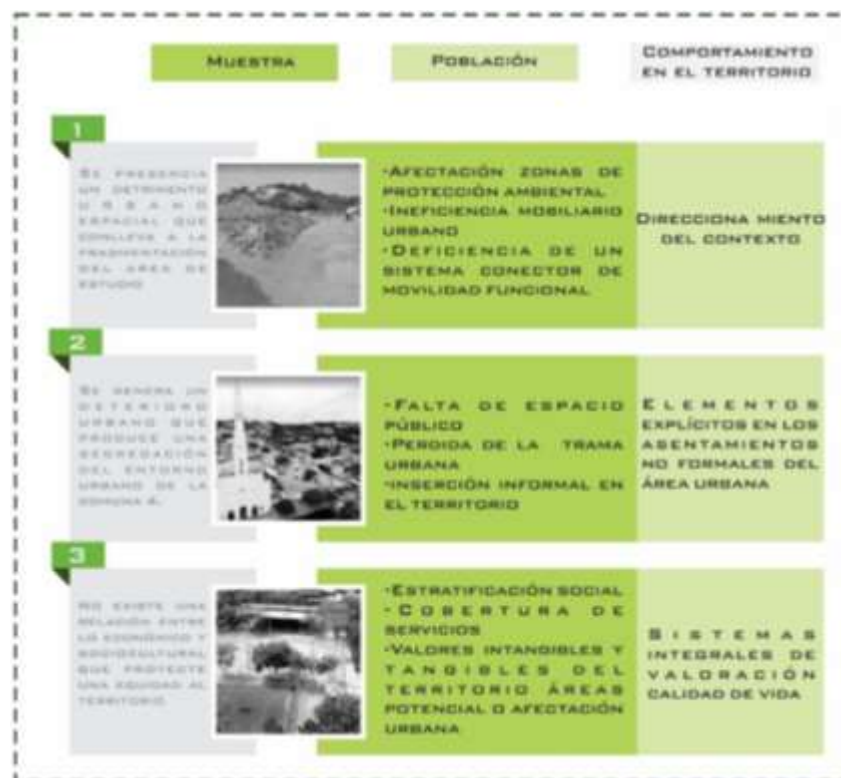 MUESTRA
POBLACIÓN
COMPORTAMIENTO
EN EL TERRITORIO
1
SE PRESENCIA
UN DETRIMENTO
URBANO
ESPACIAL QUE
CONLLEVA A LA
FRAGMENTACIÓN
DEL AREA DE
ESTUDIO
•AFECTACIÓN ZONAS DE
PROTECCIÓN AMBIENTAL
•INEFICIENCIA MOBILIARIO
URBANO
•DEFICIENCIA DE UN
SISTEMA CONECTOR DE
MOVILIDAD FUNCIONAL
DIRECCIONA MIENTO
DEL CONTEXTO
2
SE GENERA UN
DETERIORO
URBANO QUE
PRODUCE UNA
SEGREGACIÓN
DEL ENTORNO
URBANO DE LA
COMUNA 4.
•FALTA DE ESPACIO
PÚBLICO
•PERDIDA DE LA TRAMA
URBANA
•INSERCIÓN INFORMAL EN
EL TERRITORIO
ELEMENTOS
EXPLÍCITOS EN LOS
ASENTAMIENTOS
NO FORMALES DEL
ÁREA URBANA
3
NO EXISTE UNA
RELACIÓN ENTRE
LO ECONÓMICO Y
SOCIOCULTURAL
QUE PROYECTE
UNA EQUIDAD AL
TERRITORIO
•ESTRATIFICACIÓN SOCIAL
•COBERTURA DE
SERVICIOS
•VALORES INTANGIBLES Y
TANGIBLES DEL
TERRITORIO ÁREAS
POTENCIAL O AFECTACIÓN
URBANA
SISTEMAS
INTEGRALES DE
VALORACIÓN
CALIDAD DE VIDA